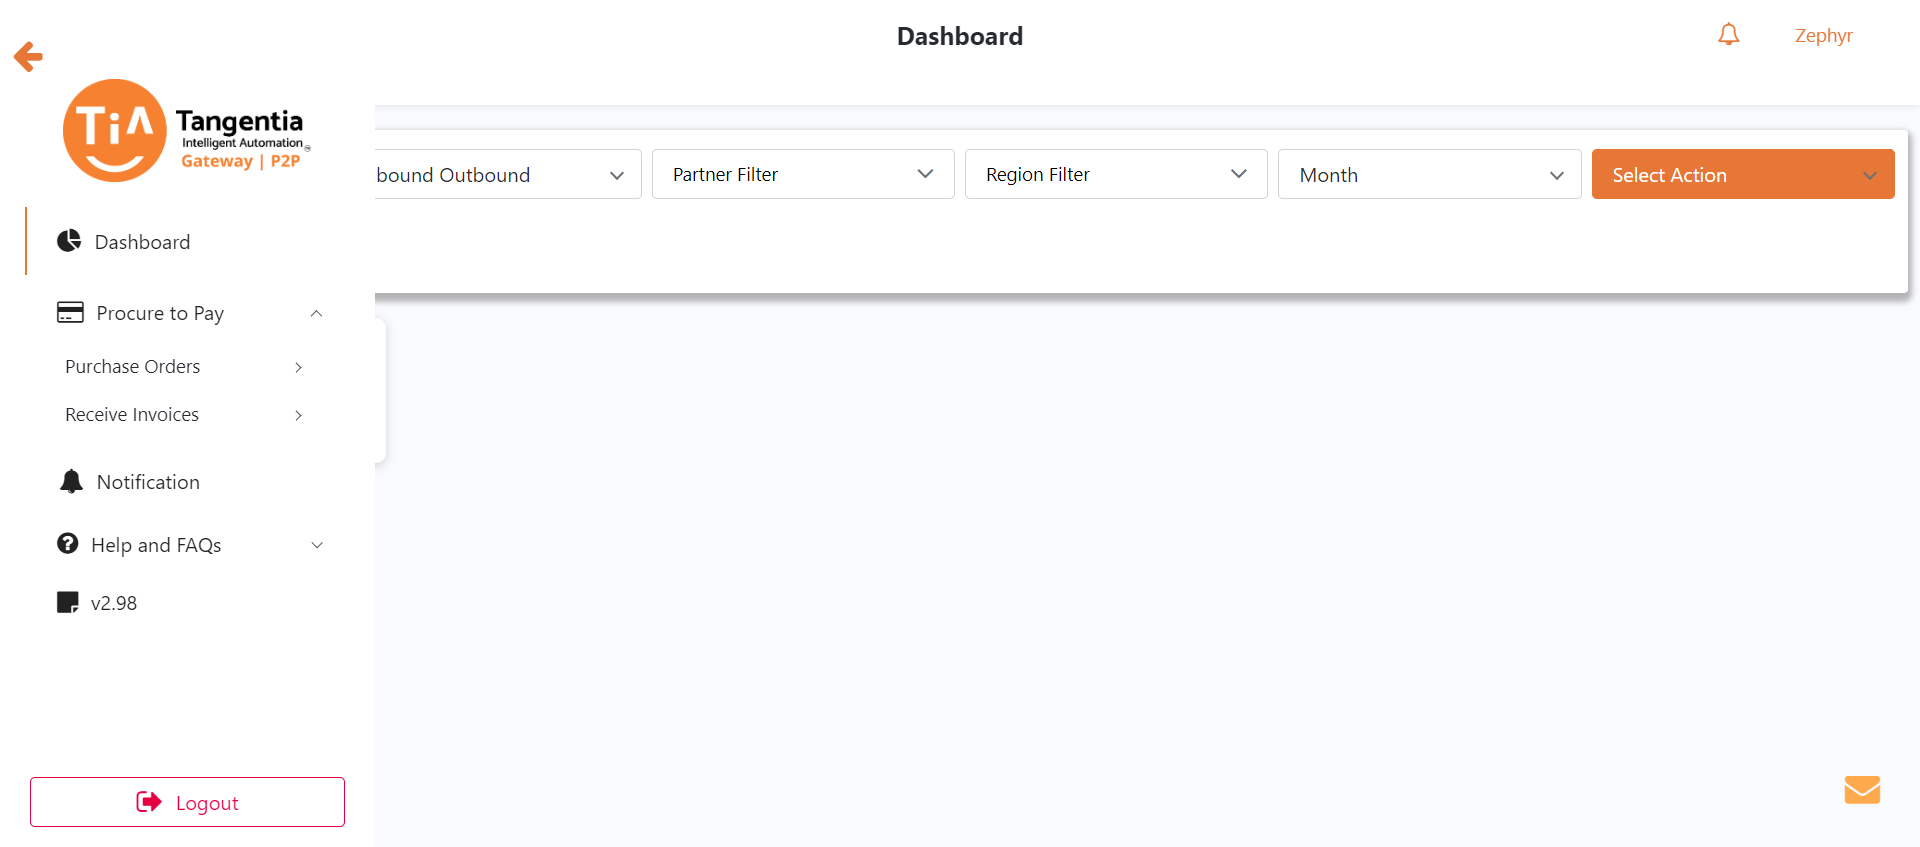 Dashboard
Zephyr
TiA
Tangentia
Intelligent Automation
Gateway | P2P
bound Outbound
Partner Filter
Region Filter
Month
Select Action
Dashboard
Procure to Pay
Purchase Orders
Receive Invoices
Notification
Help and FAQs
v2.98
Logout